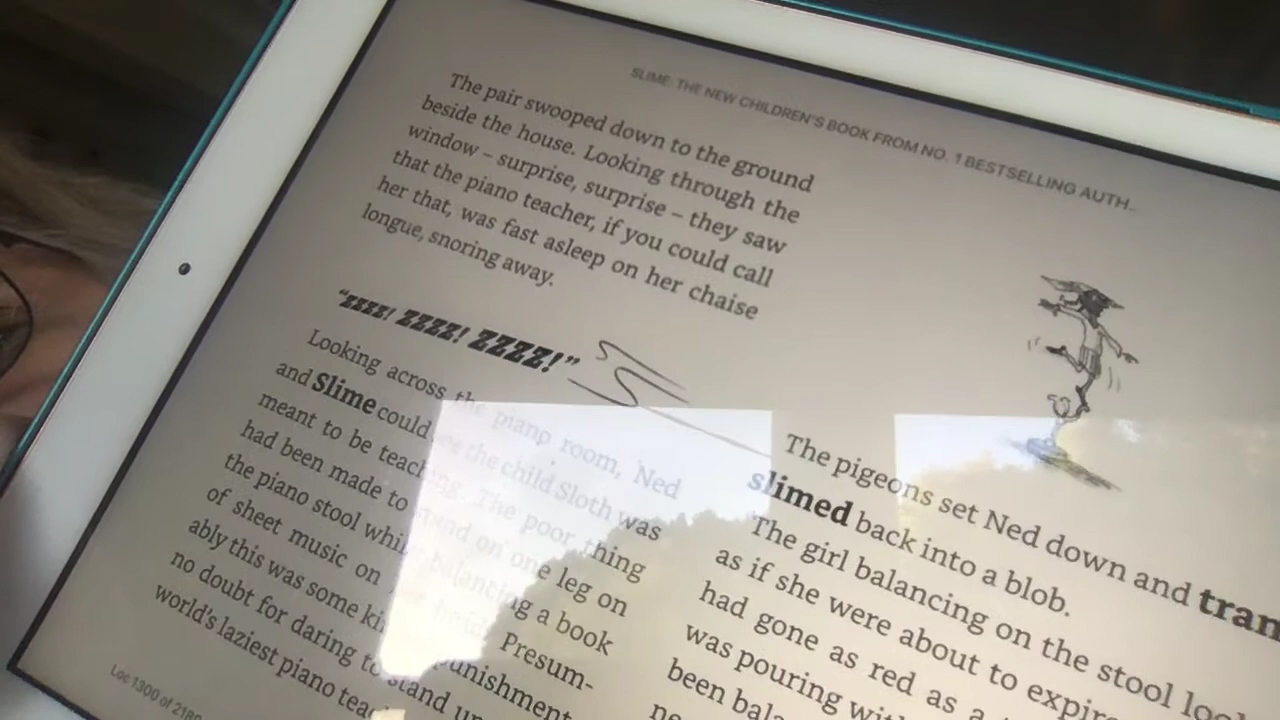 SLIME: THE NEW CHILDREN'S BOOK FROM NO. 1 BESTSELLING AUTH...
The pair swooped down to the ground
beside the house. Looking through the
window – surprise, surprise – they saw
that the piano teacher, if you could call
her that, was fast asleep on her chaise
longue, snoring away.
“ZZZZ! ZZZZ! ZZZZ!”
Looking across the piano room, Ned
and Slime could see the child Sloth was
meant to be teaching. The poor thing
had been made to stand on one leg on
the piano stool while balancing a book
of sheet music on head. Presum-
ably this was some kind punishment
no doubt for daring to stand up
world's laziest piano teac
Loc 1300 of 2180
The pigeons set Ned down and tran
slimed back into a blob.
The girl balancing on the stool loo
as if she were about to expire
had gone as red as a
was pouring with
been bala